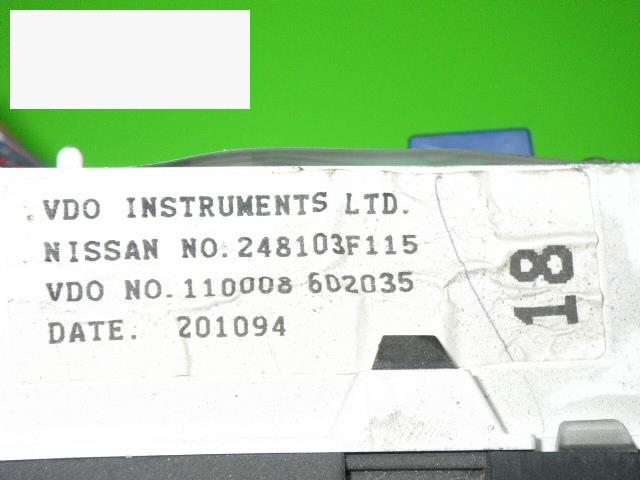 VDO INSTRUMENTS LTD.
NISSAN NO. 248103F115
VDO NO. 110008 602035
DATE. 201094
18